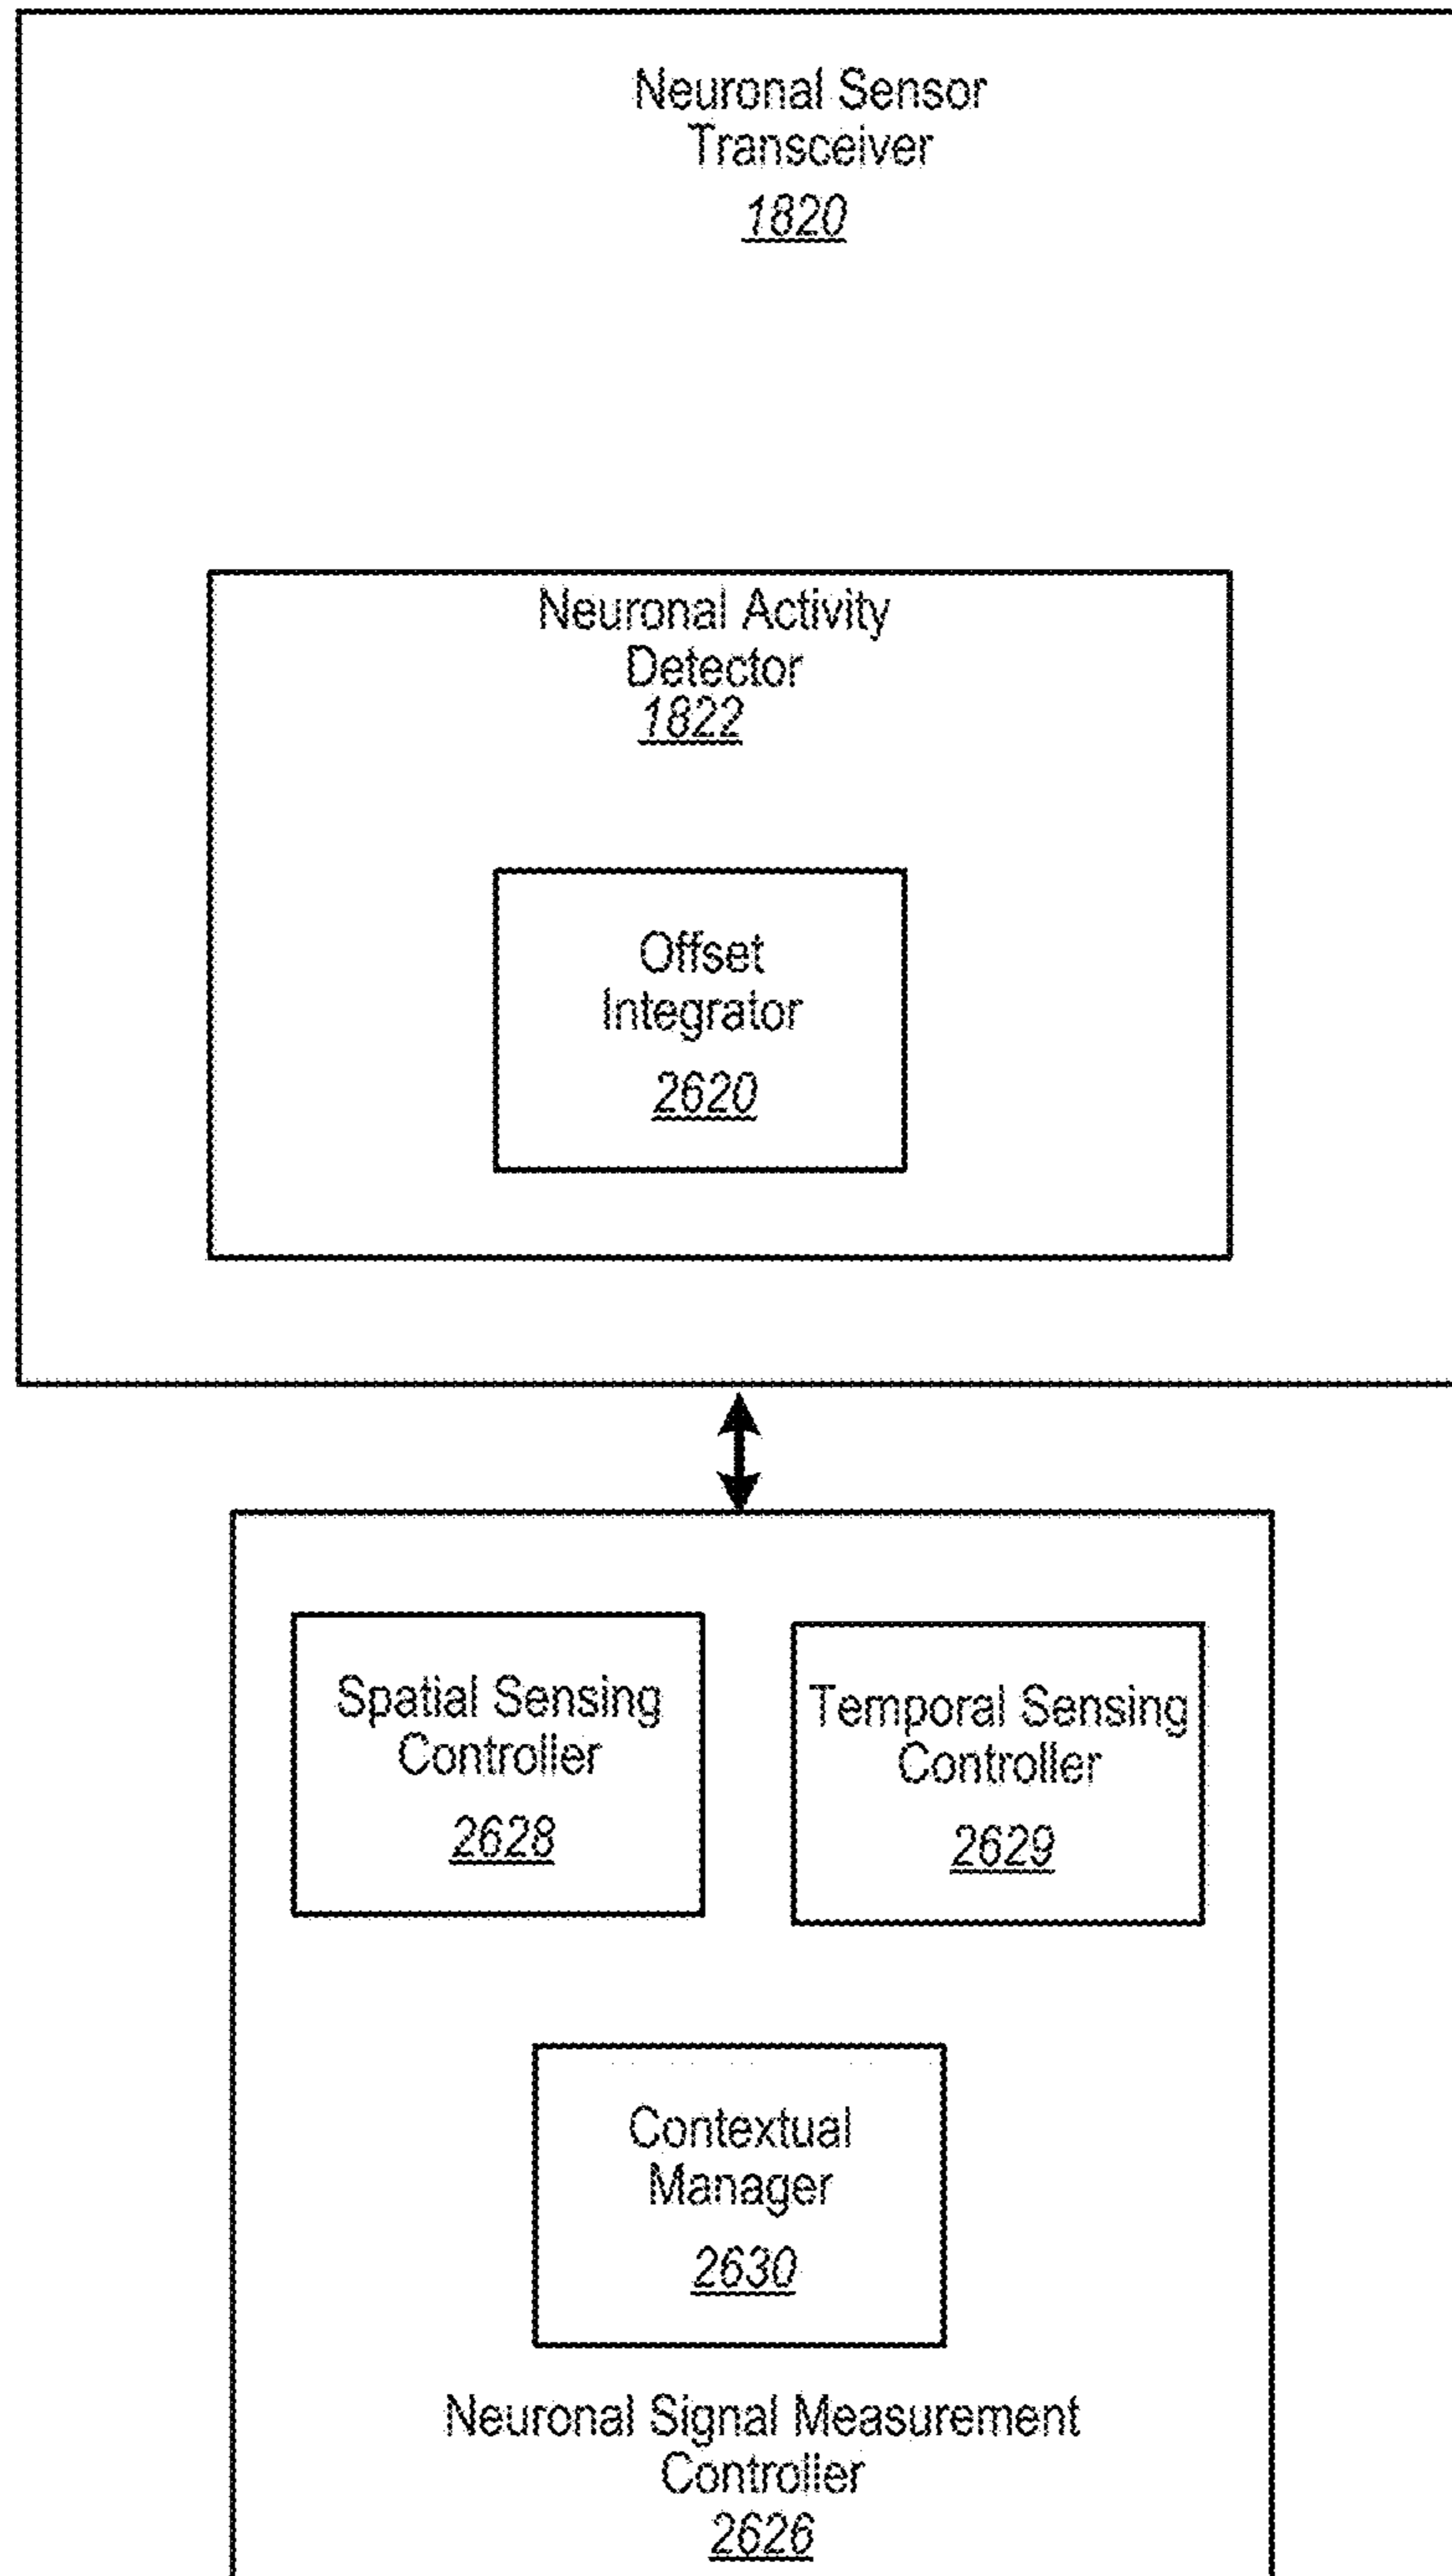 Neuronal Sensor
Transceiver
1820
Neuronal Activity
Detector
1822
Offset
Integrator
2620
Spatial Sensing
Controller
2628
Temporal Sensing
Controller
2629
Contextual
Manager
2630
Neuronal Signal Measurement
Controller
2626